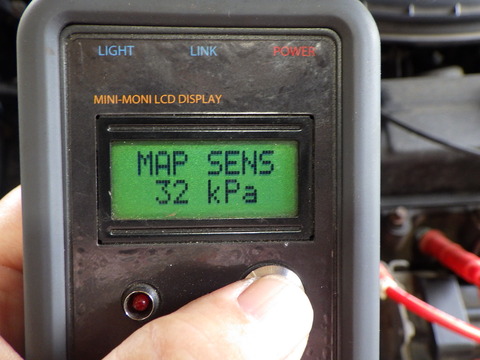 LIGHT LINK POWER
MINI-MONI LCD DISPLAY
MAP SENS
32 kPa